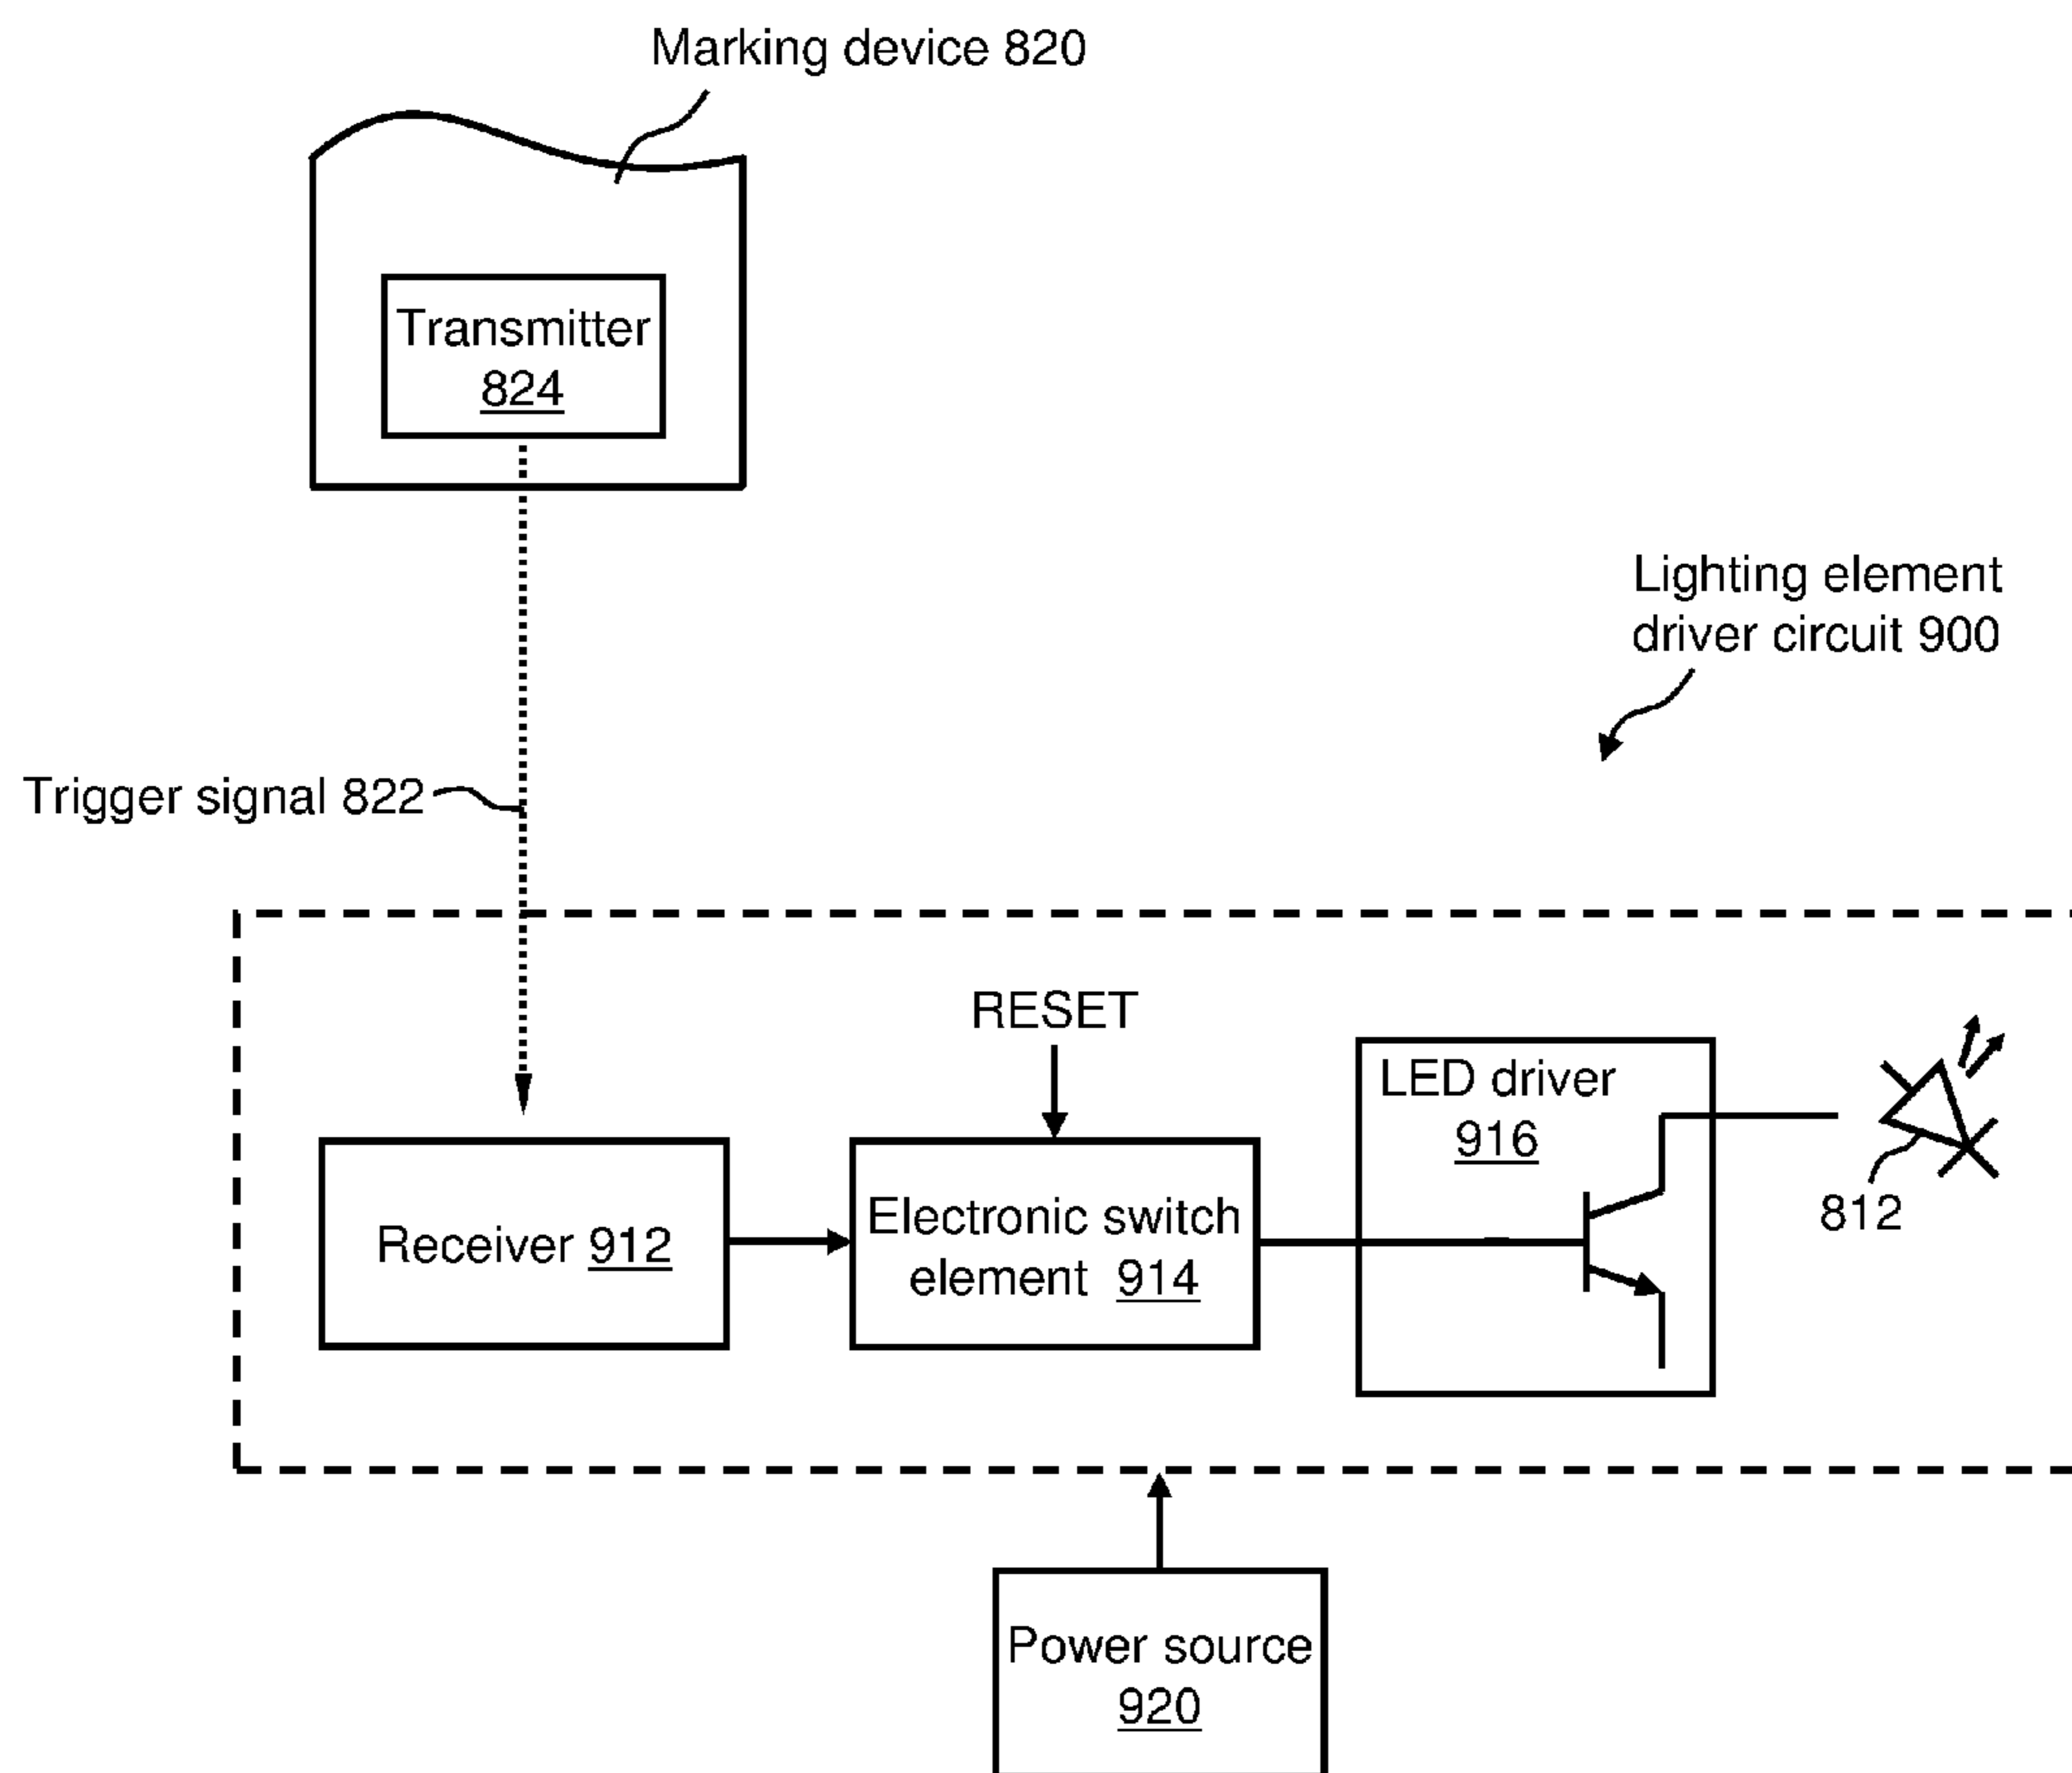 Marking device 820
Transmitter
824
Lighting element
driver circuit 900
Trigger signal 822
RESET
LED driver
916
812
Receiver 912
Electronic switch
element 914
Power source
920